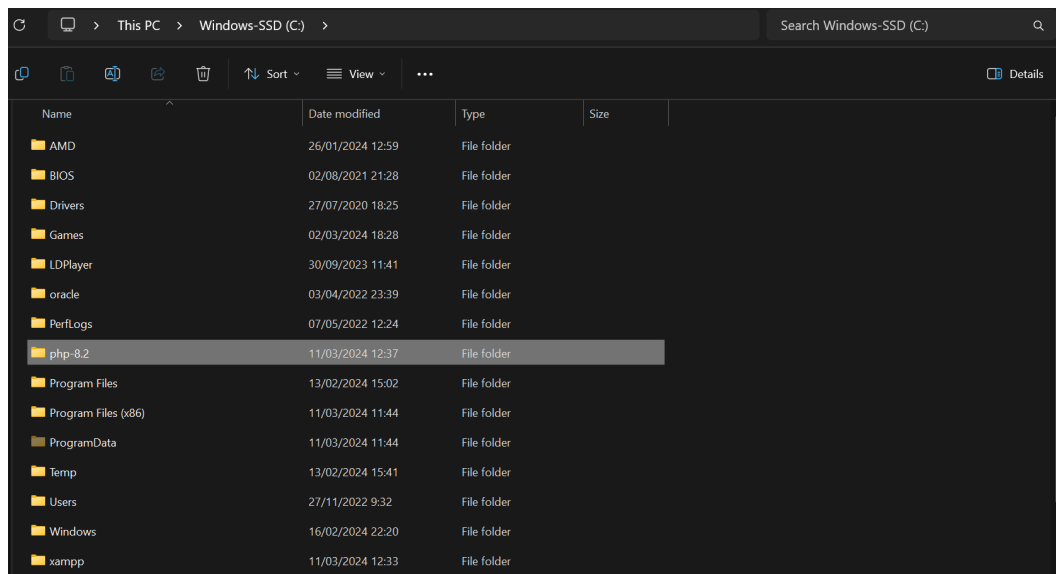 This PC > Windows-SSD (C:) > Search Windows-SSD (C:)
Sort View ••• Details
Name Date modified Type Size
AMD 26/01/2024 12:59 File folder
BIOS 02/08/2021 21:28 File folder
Drivers 27/07/2020 18:25 File folder
Games 02/03/2024 18:28 File folder
LDPlayer 30/09/2023 11:41 File folder
oracle 03/04/2022 23:39 File folder
PerfLogs 07/05/2022 12:24 File folder
php-8.2 11/03/2024 12:37 File folder
Program Files 13/02/2024 15:02 File folder
Program Files (x86) 11/03/2024 11:44 File folder
ProgramData 11/03/2024 11:44 File folder
Temp 13/02/2024 15:41 File folder
Users 27/11/2022 9:32 File folder
Windows 16/02/2024 22:20 File folder
xampp 11/03/2024 12:33 File folder